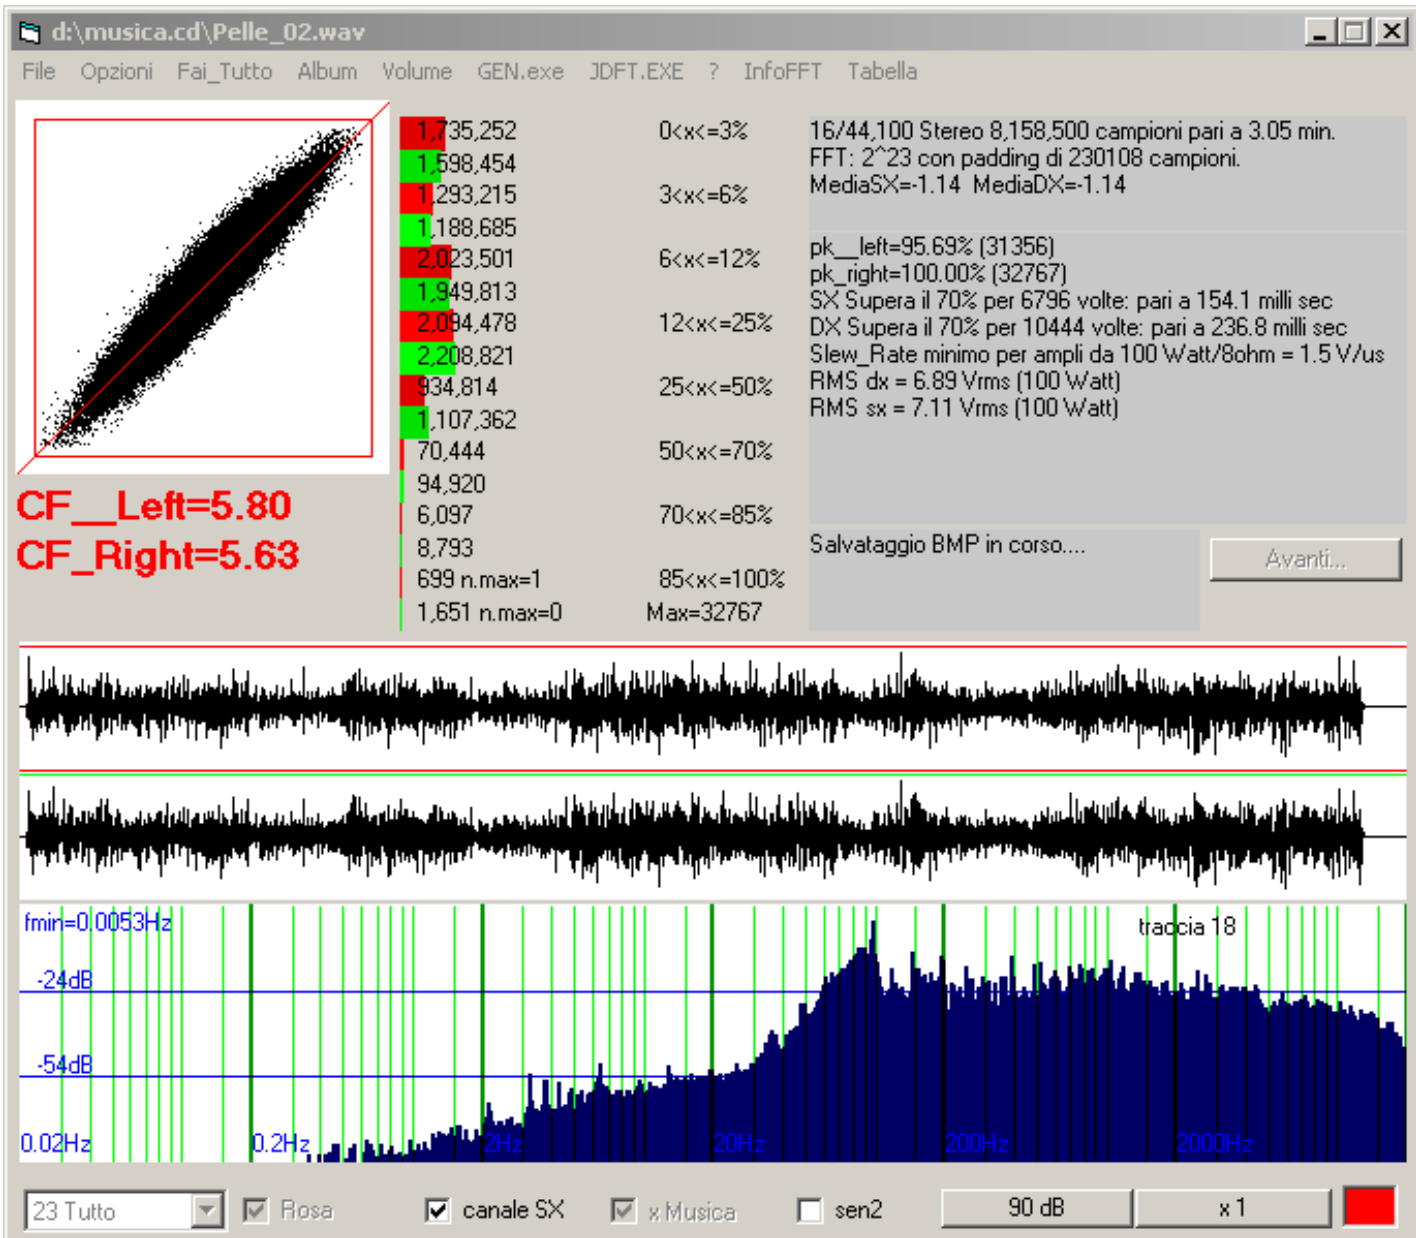 d:\musica.cd\Pelle_02.wav
File Opzioni Fai_Tutto Album Volume GEN.exe JDFT.EXE ? InfoFFT Tabella
1,735,252 0<x<=3%
1,598,454
1,293,215 3<x<=6%
1,188,685
2,023,501 6<x<=12%
1,949,813
2,094,478 12<x<=25%
2,208,821
934,814 25<x<=50%
1,107,362
70,444 50<x<=70%
94,920
6,097 70<x<=85%
8,793
699 n.max=1 85<x<=100%
1,651 n.max=0 Max=32767
CF__Left=5.80
CF_Right=5.63
16/44,100 Stereo 8,158,500 campioni pari a 3.05 min.
FFT: 2^23 con padding di 230108 campioni.
MediaSX=-1.14 MediaDX=-1.14
pk__left=95.69% (31356)
pk_right=100.00% (32767)
SX Supera il 70% per 6796 volte: pari a 154.1 milli sec
DX Supera il 70% per 10444 volte: pari a 236.8 milli sec
Slew_Rate minimo per ampli da 100 Watt/8ohm = 1.5 V/us
RMS dx = 6.89 Vrms (100 Watt)
RMS sx = 7.11 Vrms (100 Watt)
Salvataggio BMP in corso....
Avanti...
fmin=0.0053Hz
traccia 18
-24dB
-54dB
0.02Hz 0.2Hz 2Hz 20Hz 200Hz 2000Hz
23 Tutto Rosa canale SX x Musica sen2 90 dB x 1